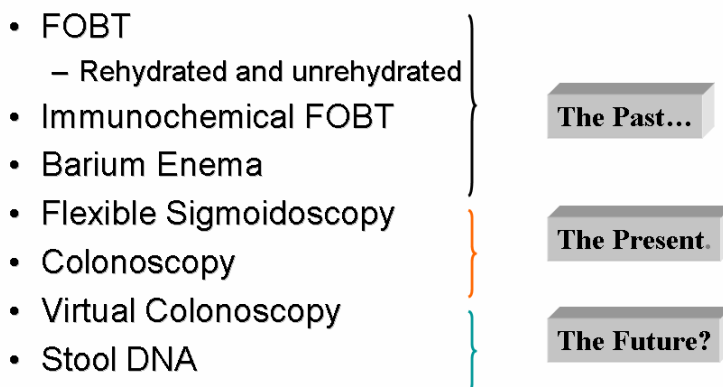 • FOBT
– Rehydrated and unrehydrated
• Immunochemical FOBT
• Barium Enema
• Flexible Sigmoidoscopy
• Colonoscopy
• Virtual Colonoscopy
• Stool DNA
The Past…
The Present.
The Future?